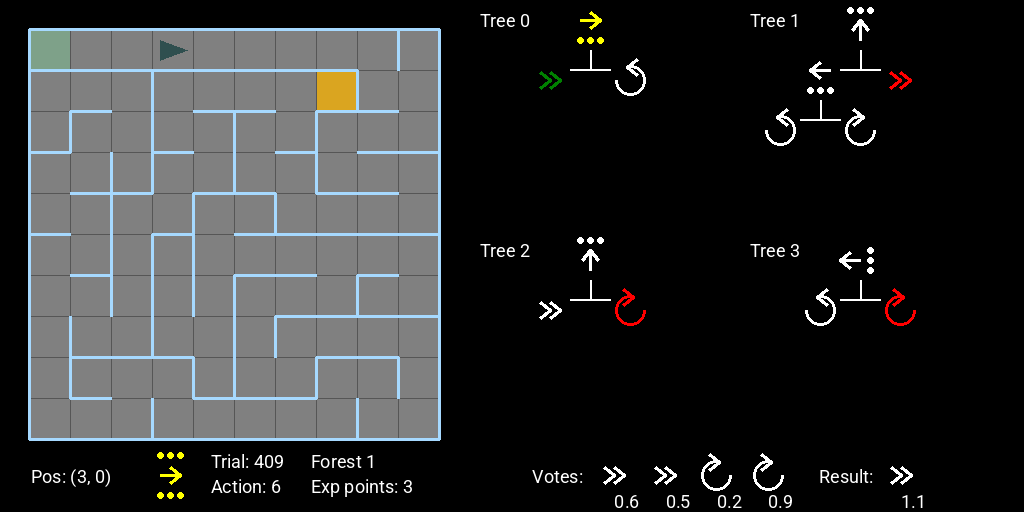 Tree 0
Tree 1
Tree 2
Tree 3
Pos: (3, 0)
Trial: 409
Forest 1
Action: 6
Exp points: 3
Votes:
Result:
0.6
0.5
0.2
0.9
1.1